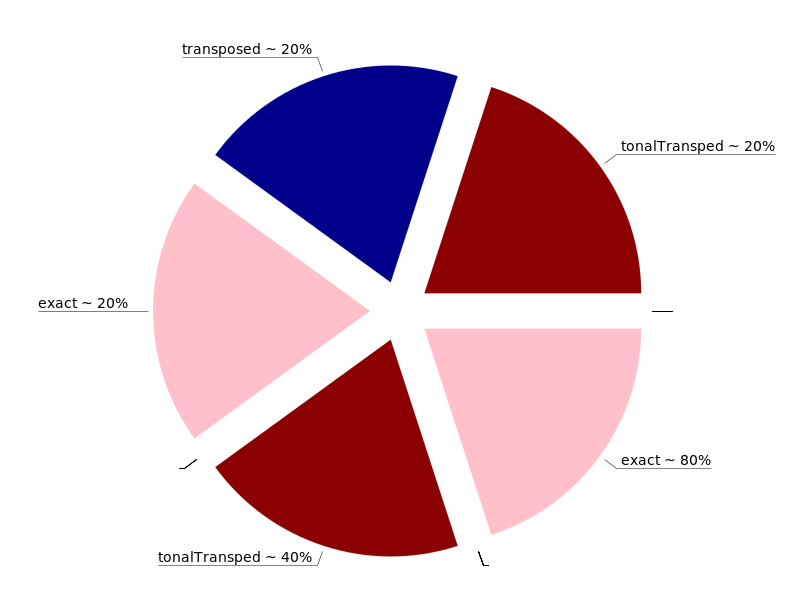 transposed ~ 20%
tonalTransped ~ 20%
exact ~ 20%
exact ~ 80%
tonalTransped ~ 40%